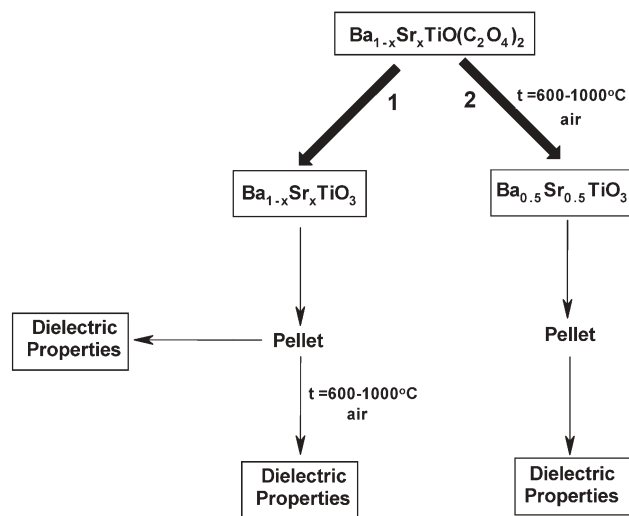 Ba₁₋ₓSrₓTiO(C₂O₄)₂
1
2
t =600-1000°C
air
Ba₁₋ₓSrₓTiO₃
Ba₀.₅Sr₀.₅TiO₃
Dielectric
Properties
Pellet
Pellet
t =600-1000°C
air
Dielectric
Properties
Dielectric
Properties